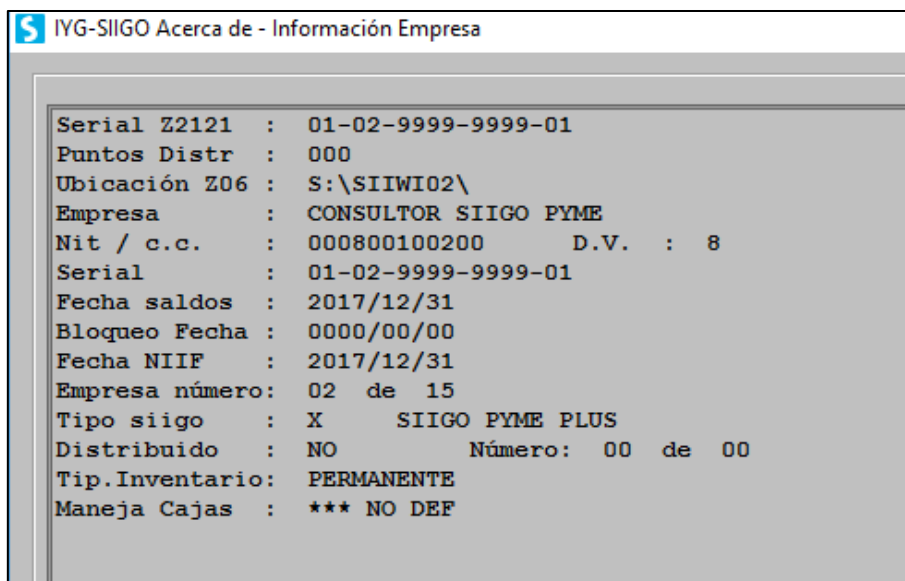 IYG-SIIGO Acerca de - Información Empresa
Serial Z2121 : 01-02-9999-9999-01
Puntos Distr : 000
Ubicación Z06 : S:\SIIWI02\
Empresa : CONSULTOR SIIGO PYME
Nit / c.c. : 000800100200 D.V. : 8
Serial : 01-02-9999-9999-01
Fecha saldos : 2017/12/31
Bloqueo Fecha : 0000/00/00
Fecha NIIF : 2017/12/31
Empresa número: 02 de 15
Tipo siigo : X SIIGO PYME PLUS
Distribuido : NO Número: 00 de 00
Tip.Inventario: PERMANENTE
Maneja Cajas : *** NO DEF